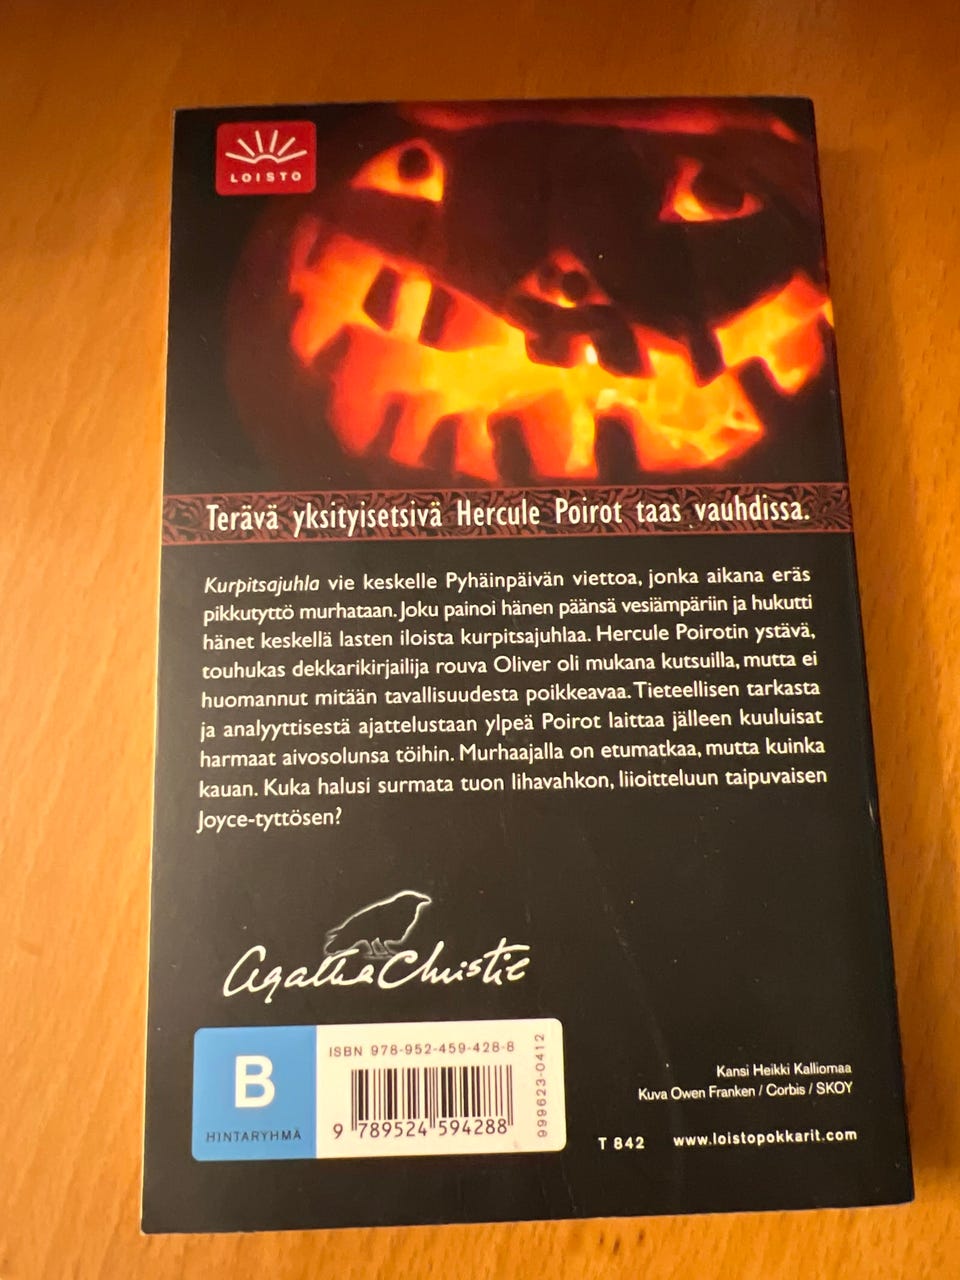 LOISTO
Terävä yksityisetsivä Hercule Poirot taas vauhdissa.
Kurpitsajuhla vie keskelle Pyhäinpäivän viettoa, jonka aikana eräs
pikkutyttö murhataan. Joku painoi hänen päänsä vesiämpäriin ja hukutti
hänet keskellä lasten iloista kurpitsajuhlaa. Hercule Poirotin ystävä,
touhukas dekkarikirjailija rouva Oliver oli mukana kutsuilla, mutta ei
huomannut mitään tavallisuudesta poikkeavaa. Tieteellisen tarkasta
ja analyyttisestä ajattelustaan ylpeä Poirot laittaa jälleen kuuluisat
harmaat aivosolunsa töihin. Murhaajalla on etumatkaa, mutta kuinka
kauan. Kuka halusi surmata tuon lihavahkon, liioitteluun taipuvaisen
Joyce-tyttösen?
Agatha Christie
B
HINTARYHMÄ
ISBN 978-952-459-428-8
9 789524 594288
999623-0412
Kansi Heikki Kalliomaa
Kuva Owen Franken / Corbis / SKOY
T 842 www.loistopokkarit.com